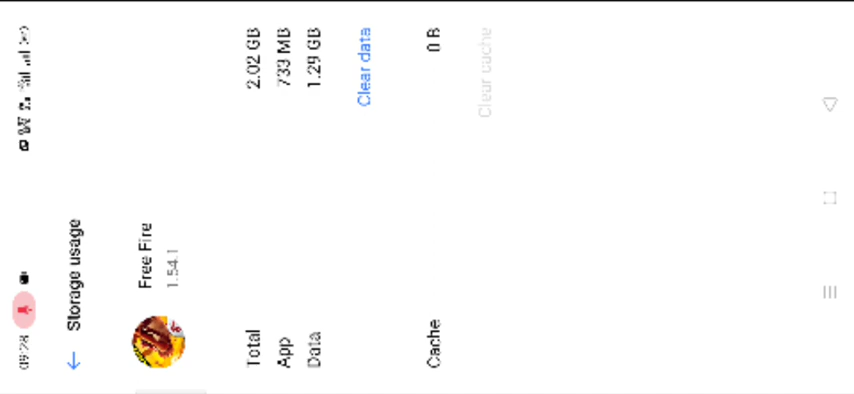 09:28
Storage usage
Free Fire
1.54.1
Total 2.02 GB
App 733 MB
Data 1.29 GB
Clear data
Cache 0 B
Clear cache